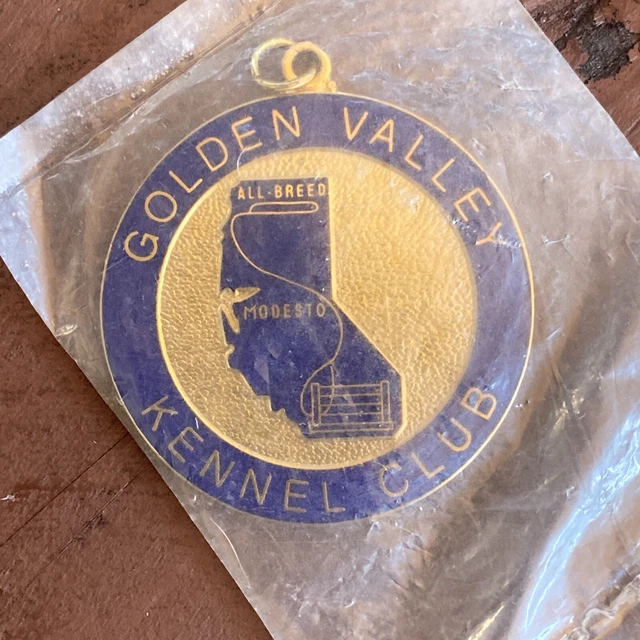 GOLDEN VALLEY
ALL-BREED
MODESTO
KENNEL CLUB